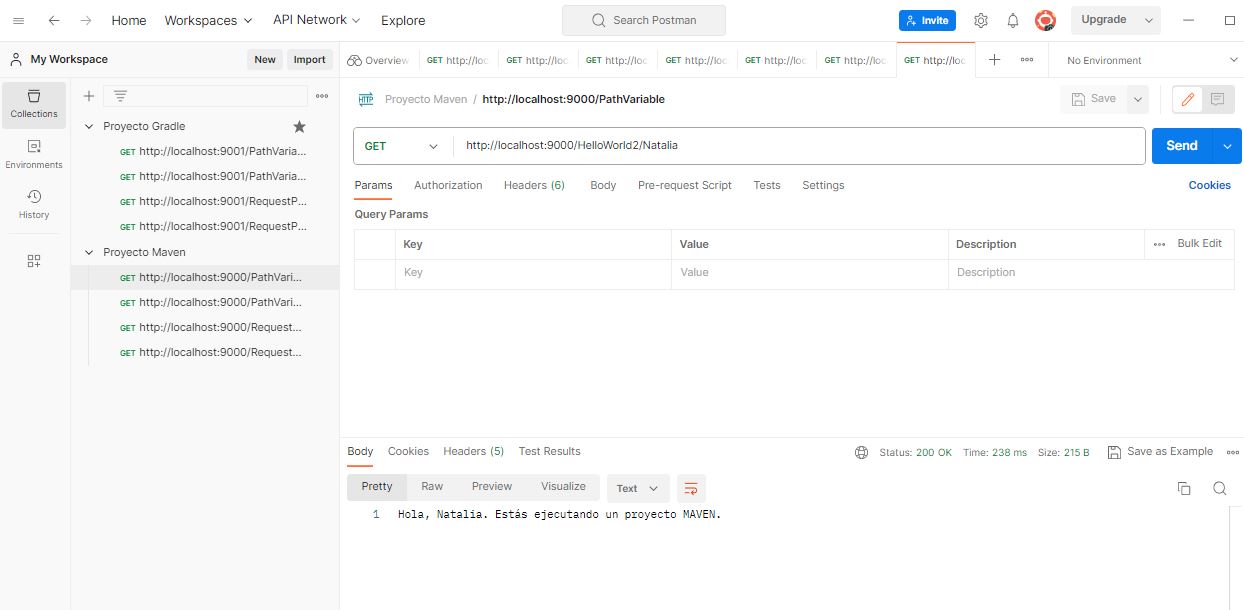 Home Workspaces API Network Explore Search Postman Invite Upgrade
My Workspace New Import Overview GET http://loc GET http://loc GET http://loc GET http://loc GET http://loc GET http://loc GET http://loc No Environment
Collections
Environments
History
Proyecto Gradle
GET http://localhost:9001/PathVaria...
GET http://localhost:9001/PathVaria...
GET http://localhost:9001/RequestP...
GET http://localhost:9001/RequestP...
Proyecto Maven
GET http://localhost:9000/PathVari...
GET http://localhost:9000/PathVari...
GET http://localhost:9000/Request...
GET http://localhost:9000/Request...
HTTP Proyecto Maven / http://localhost:9000/PathVariable Save
GET http://localhost:9000/HelloWorld2/Natalia Send
Params Authorization Headers (6) Body Pre-request Script Tests Settings Cookies
Query Params
Key Value Description Bulk Edit
Key Value Description
Body Cookies Headers (5) Test Results Status: 200 OK Time: 238 ms Size: 215 B Save as Example
Pretty Raw Preview Visualize Text
1 Hola, Natalia. Estás ejecutando un proyecto MAVEN.